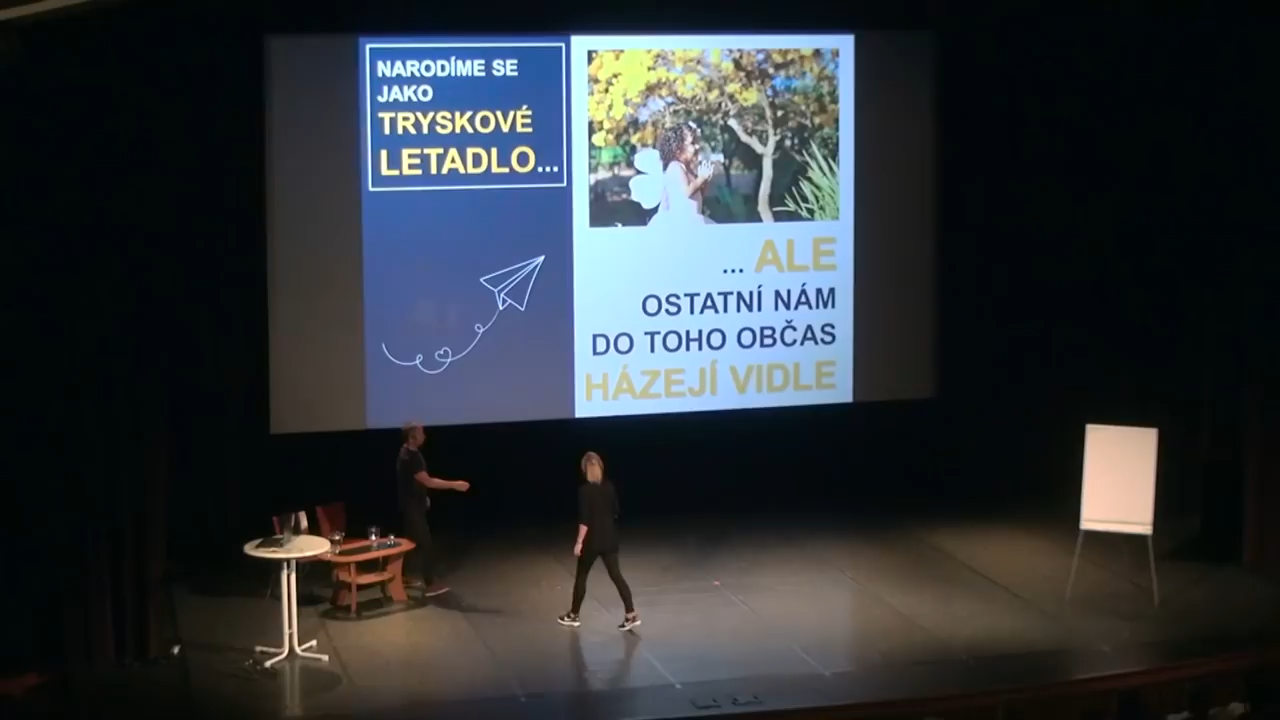 NARODÍME SE
JAKO
TRYSKOVÉ
LETADLO...
... ALE
OSTATNÍ NÁM
DO TOHO OBČAS
HÁZEJÍ VIDLE